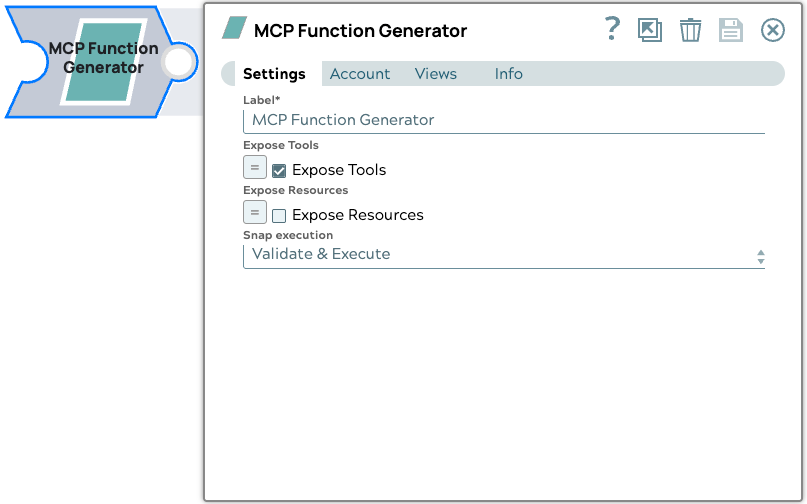 MCP Function
Generator
MCP Function Generator
?
Settings Account Views Info
Label*
MCP Function Generator
Expose Tools
= Expose Tools
Expose Resources
= Expose Resources
Snap execution
Validate & Execute